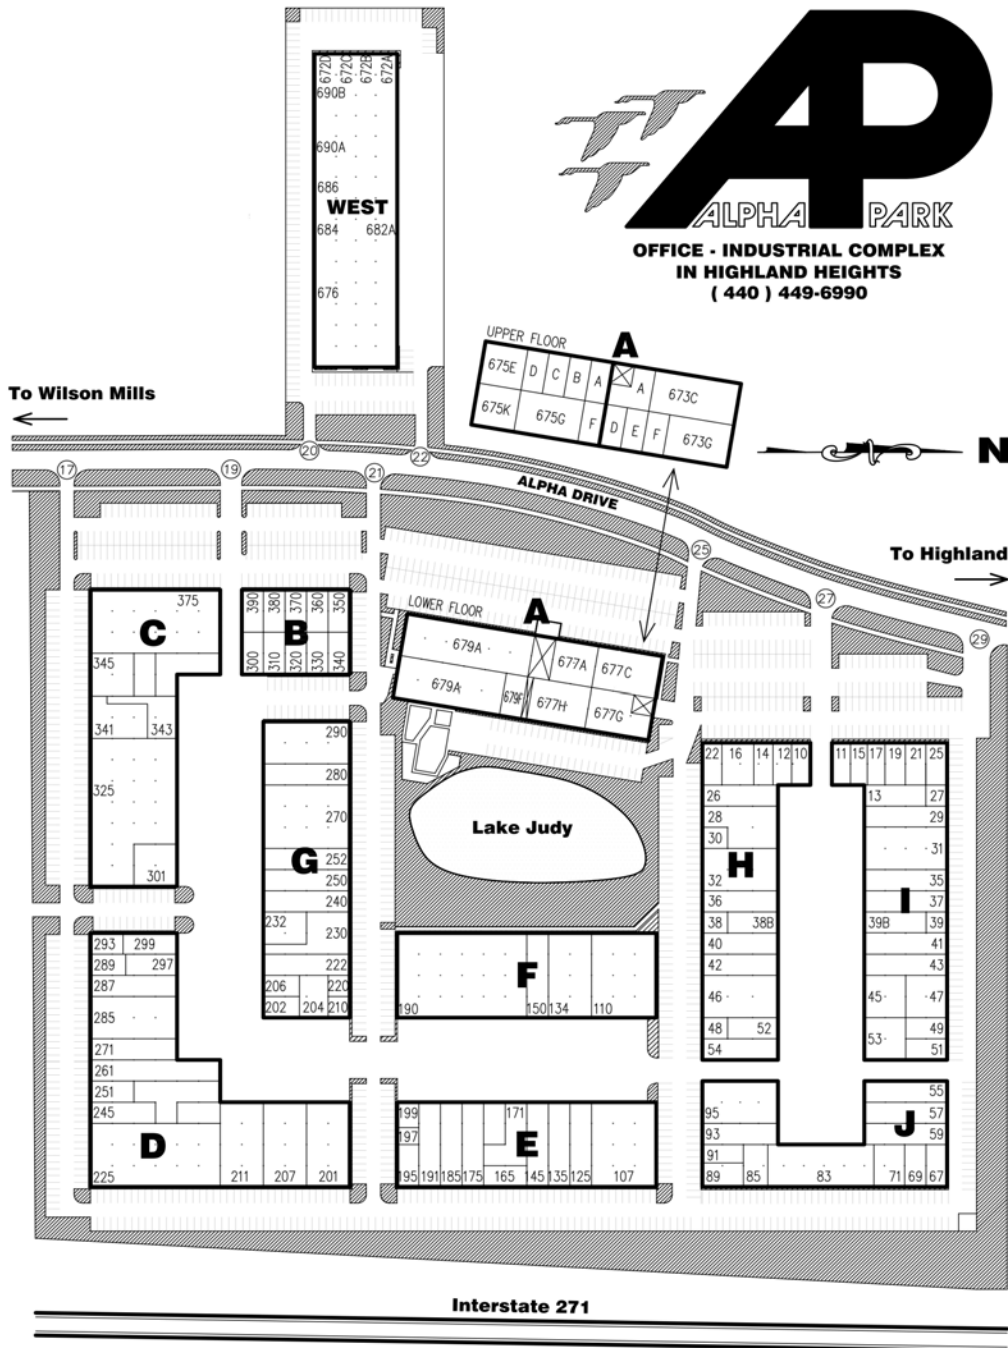 ALPHA PARK
OFFICE - INDUSTRIAL COMPLEX
IN HIGHLAND HEIGHTS
( 440 ) 449-6990
672D 672C 672B 672A
690B
690A
686
WEST
684 682A
676
UPPER FLOOR
A
675E D C B A A 673C
675K 675G F D E F 673G
To Wilson Mills
N
20 22
17 19 21
ALPHA DRIVE
25
To Highland
27
29
LOWER FLOOR
A
679A 677A 677C
679A 679F 677H 677G
375
C
345
341 343
325
301
390 380 370 360 350
B
300 310 320 330 340
290
280
270
G 252
250
240
232 230
222
206 220
202 204 210
Lake Judy
F
190 150 134 110
22 16 14 12 10
26
28
30
H
32
36
38 38B
40
42
46
48 52
54
11 15 17 19 21 25
13 27
29
31
35
I 37
39B 39
41
43
45 47
53 49
51
293 299
289 297
287
285
271
261
251
245
D
225 211 207 201
199 171
197
E
195 191 185 175 165 145 135 125 107
95 55
57
93 J 59
91
89 85 83 71 69 67
Interstate 271